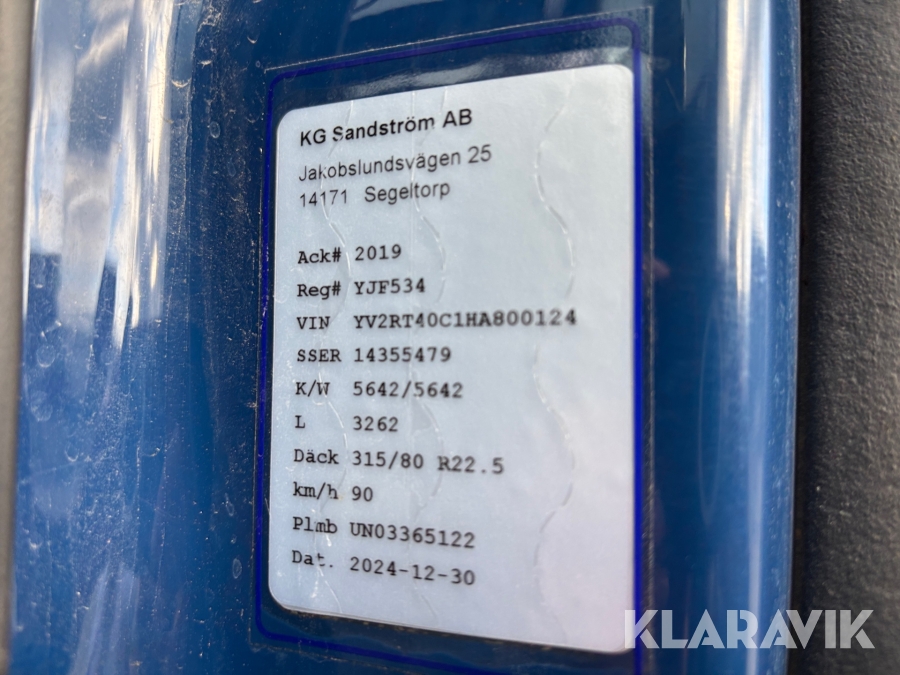 KG Sandström AB
Jakobslundsvägen 25
14171 Segeltorp
Ack# 2019
Reg# YJF534
VIN YV2RT40C1HA800124
SSER 14355479
K/W 5642/5642
L 3262
Däck 315/80 R22.5
km/h 90
Plmb UN03365122
Dat. 2024-12-30
KLARAVIK